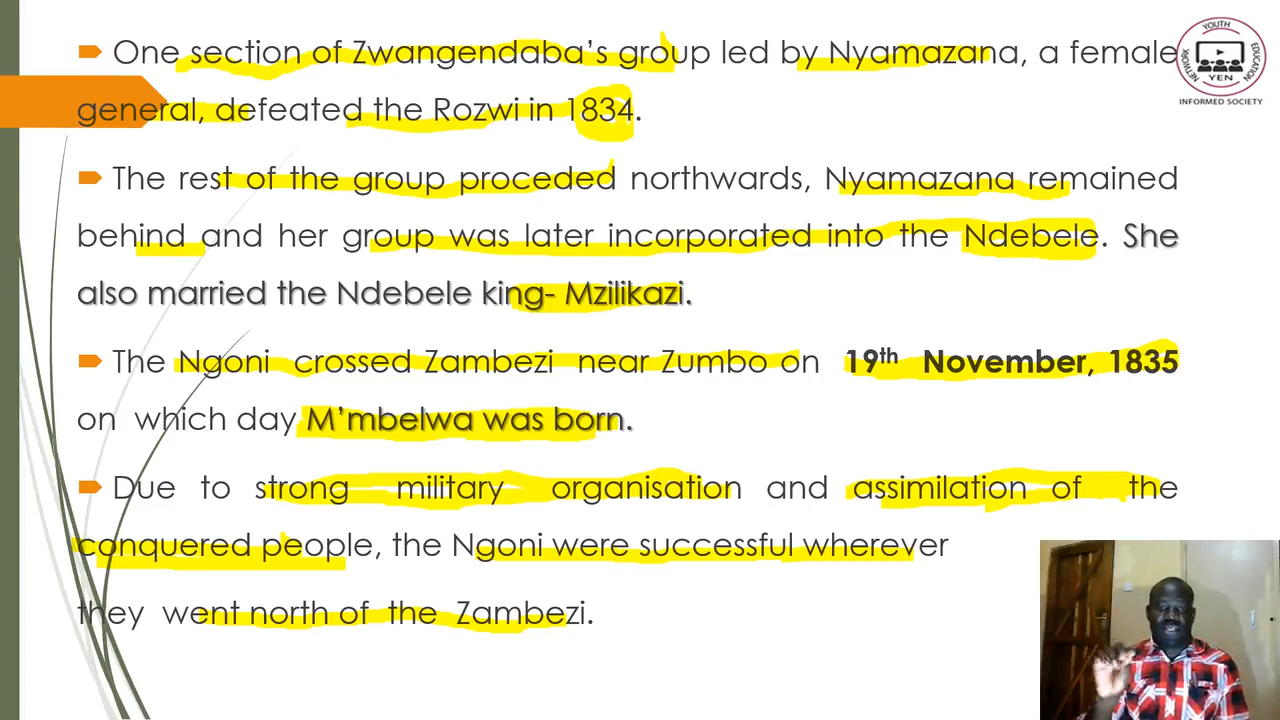 One section of Zwangendaba's group led by Nyamazana, a female
general, defeated the Rozwi in 1834.
The rest of the group proceded northwards, Nyamazana remained
behind and her group was later incorporated into the Ndebele. She
also married the Ndebele king- Mzilikazi.
The Ngoni crossed Zambezi near Zumbo on 19th November, 1835
on which day M'mbelwa was born.
Due to strong military organisation and assimilation of the
conquered people, the Ngoni were successful wherever
they went north of the Zambezi.
YOUTH
NETWORK
EDUCATION
YEN
INFORMED SOCIETY